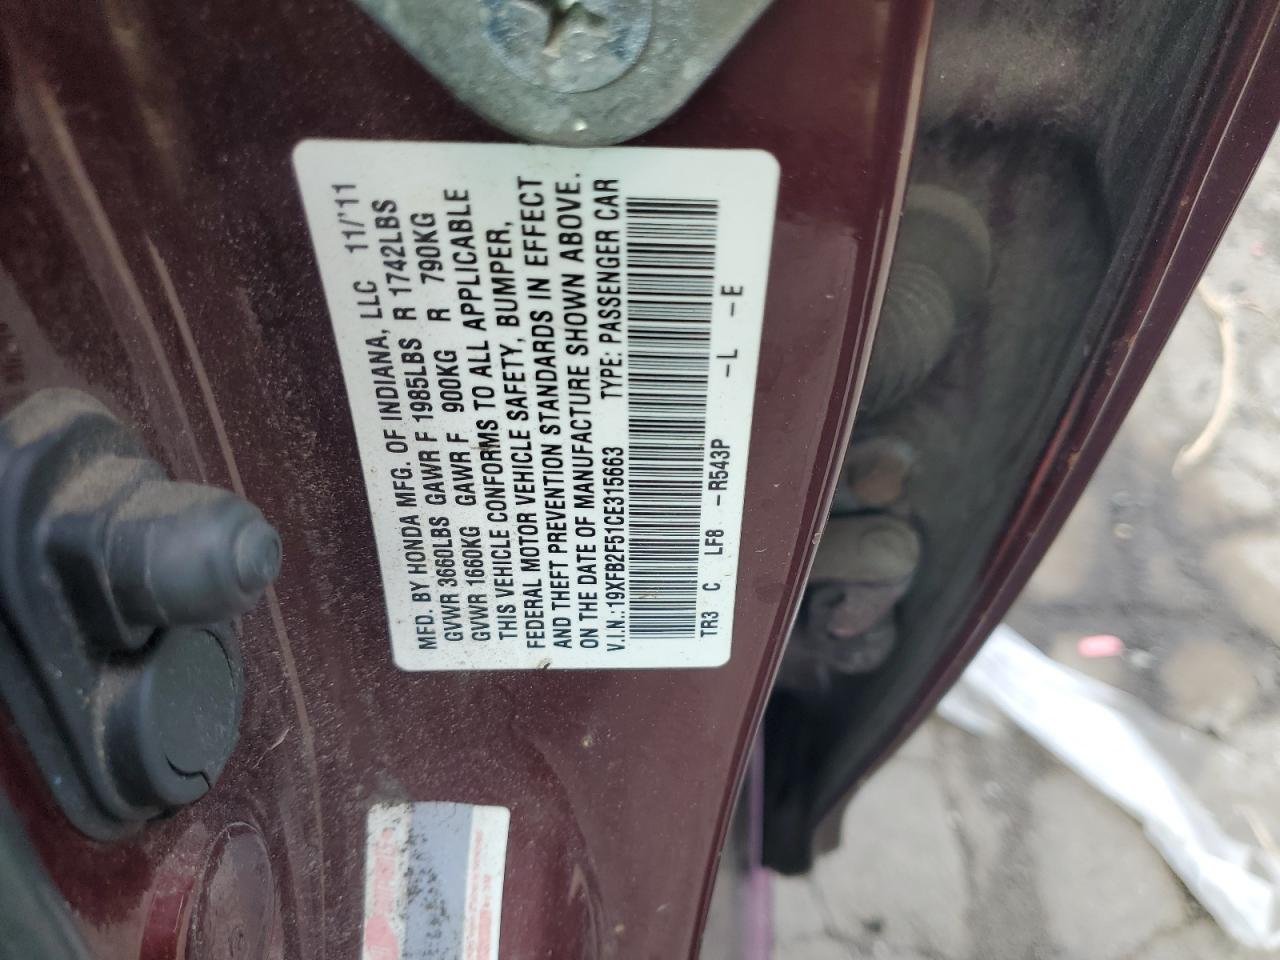 MFD. BY HONDA MFG. OF INDIANA, LLC 11/'11
GVWR 3660LBS GAWR F 1985LBS R 1742LBS
GVWR 1660KG GAWR F 900KG R 790KG
THIS VEHICLE CONFORMS TO ALL APPLICABLE
FEDERAL MOTOR VEHICLE SAFETY, BUMPER,
AND THEFT PREVENTION STANDARDS IN EFFECT
ON THE DATE OF MANUFACTURE SHOWN ABOVE.
V.I.N.: 19XFB2F51CE315663 TYPE: PASSENGER CAR
TR3 C LF8 -R543P -L -E